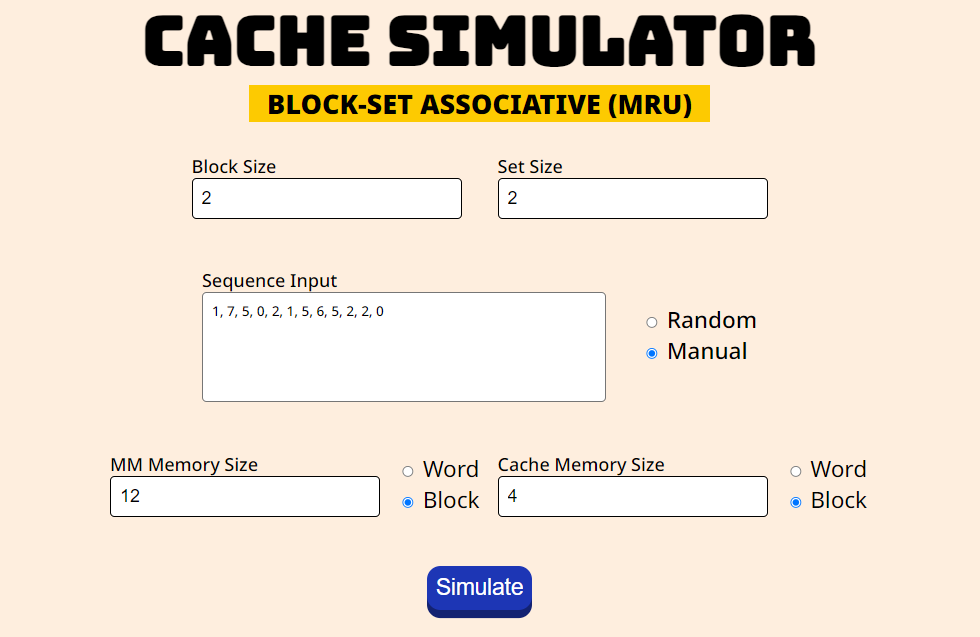 CACHE SIMULATOR
BLOCK-SET ASSOCIATIVE (MRU)
Block Size
2
Set Size
2
Sequence Input
1, 7, 5, 0, 2, 1, 5, 6, 5, 2, 2, 0
Random
Manual
MM Memory Size
12
Word
Block
Cache Memory Size
4
Word
Block
Simulate